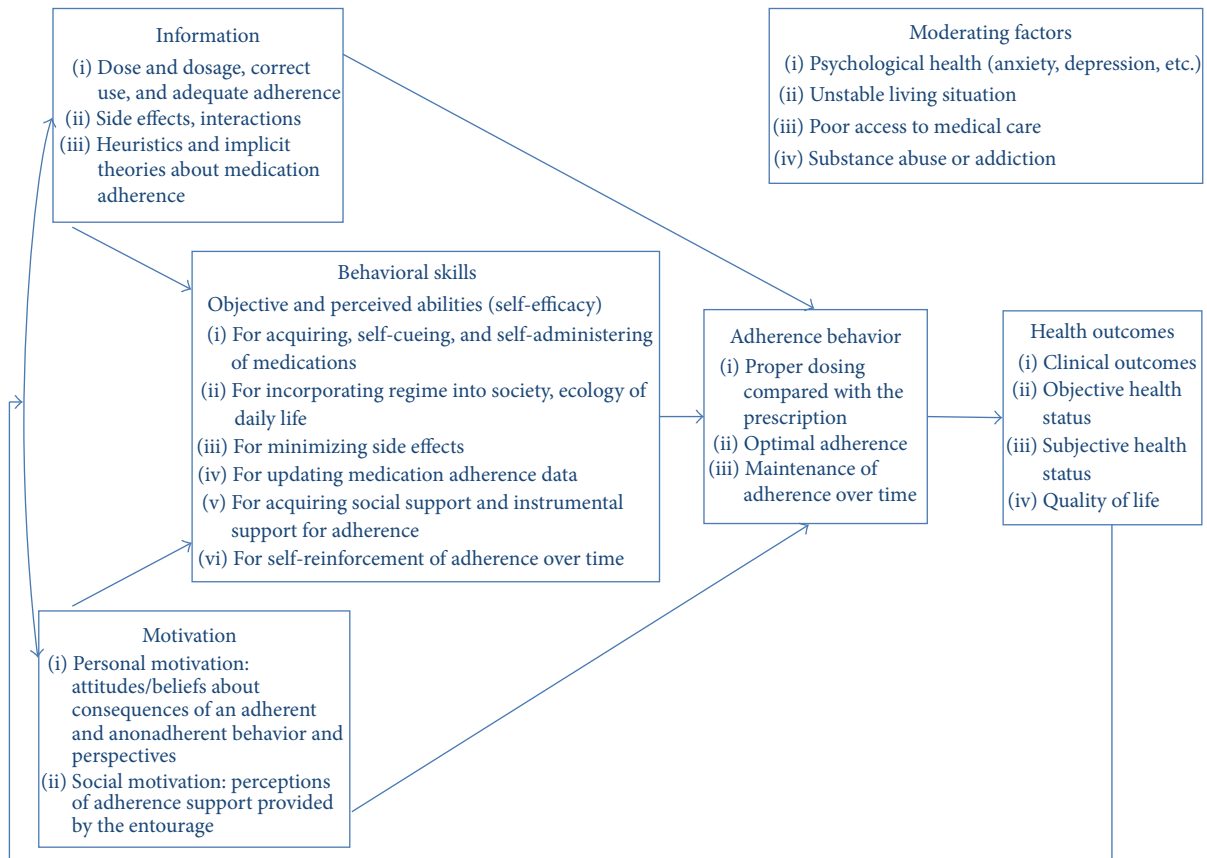 Information
(i) Dose and dosage, correct
use, and adequate adherence
(ii) Side effects, interactions
(iii) Heuristics and implicit
theories about medication
adherence
Moderating factors
(i) Psychological health (anxiety, depression, etc.)
(ii) Unstable living situation
(iii) Poor access to medical care
(iv) Substance abuse or addiction
Behavioral skills
Objective and perceived abilities (self-efficacy)
(i) For acquiring, self-cueing, and self-administering
of medications
(ii) For incorporating regime into society, ecology of
daily life
(iii) For minimizing side effects
(iv) For updating medication adherence data
(v) For acquiring social support and instrumental
support for adherence
(vi) For self-reinforcement of adherence over time
Adherence behavior
(i) Proper dosing
compared with the
prescription
(ii) Optimal adherence
(iii) Maintenance of
adherence over time
Health outcomes
(i) Clinical outcomes
(ii) Objective health
status
(iii) Subjective health
status
(iv) Quality of life
Motivation
(i) Personal motivation:
attitudes/beliefs about
consequences of an adherent
and anonadherent behavior and
perspectives
(ii) Social motivation: perceptions
of adherence support provided
by the entourage